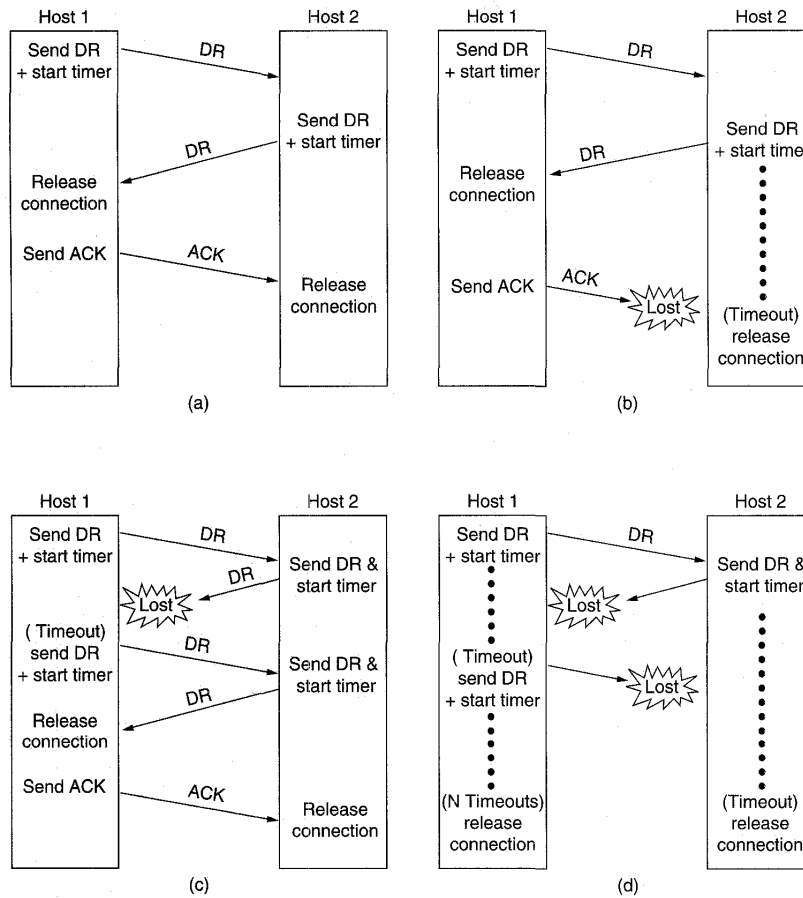 Host 1
Host 2
Send DR
+ start timer
DR
Send DR
+ start timer
DR
Release
connection
Send ACK
ACK
Release
connection
(a)
Host 1
Host 2
Send DR
+ start timer
DR
Send DR
+ start timer
DR
Release
connection
Send ACK
ACK
Lost
(Timeout)
release
connection
(b)
Host 1
Host 2
Send DR
+ start timer
DR
Send DR &
start timer
DR
Lost
( Timeout)
send DR
+ start timer
DR
Send DR &
start timer
DR
Release
connection
Send ACK
ACK
Release
connection
(c)
Host 1
Host 2
Send DR
+ start timer
DR
Send DR &
start timer
Lost
( Timeout)
send DR
+ start timer
Lost
(N Timeouts)
release
connection
(Timeout)
release
connection
(d)